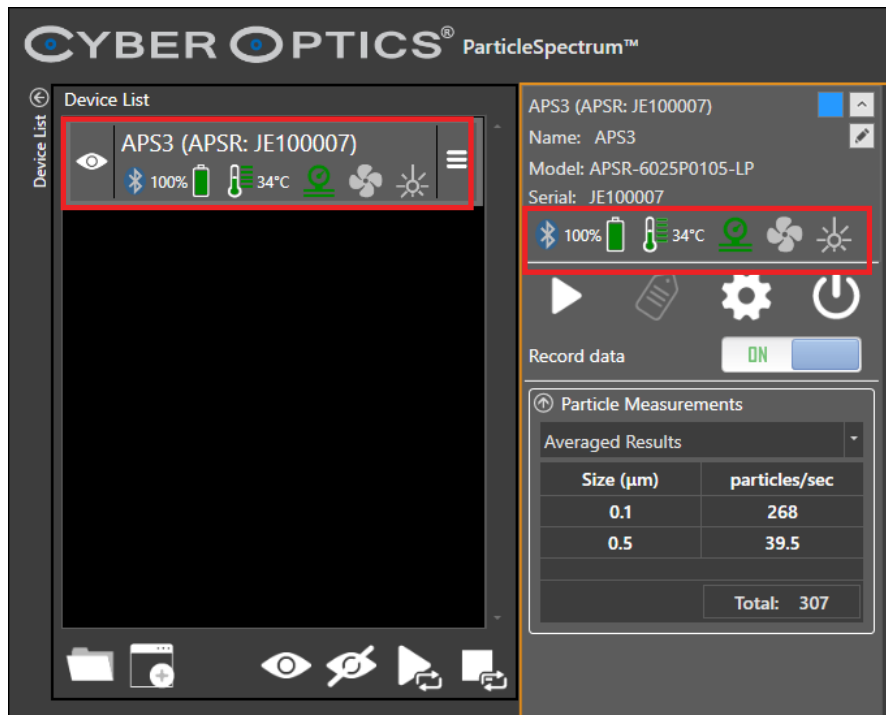 CYBEROPTICS® ParticleSpectrum™
Device List
Device List
APS3 (APSR: JE100007)
100% 34°C
APS3 (APSR: JE100007)
Name: APS3
Model: APSR-6025P0105-LP
Serial: JE100007
100% 34°C
Record data ON
Particle Measurements
Averaged Results
Size (µm) particles/sec
0.1 268
0.5 39.5
Total: 307